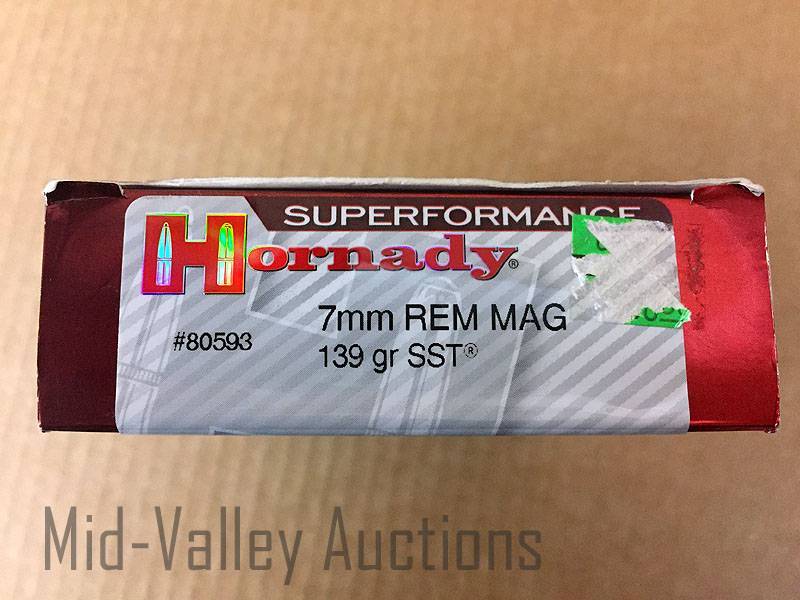 SUPERFORMANCE
Hornady®
7mm REM MAG
#80593
139 gr SST®
Mid-Valley Auctions